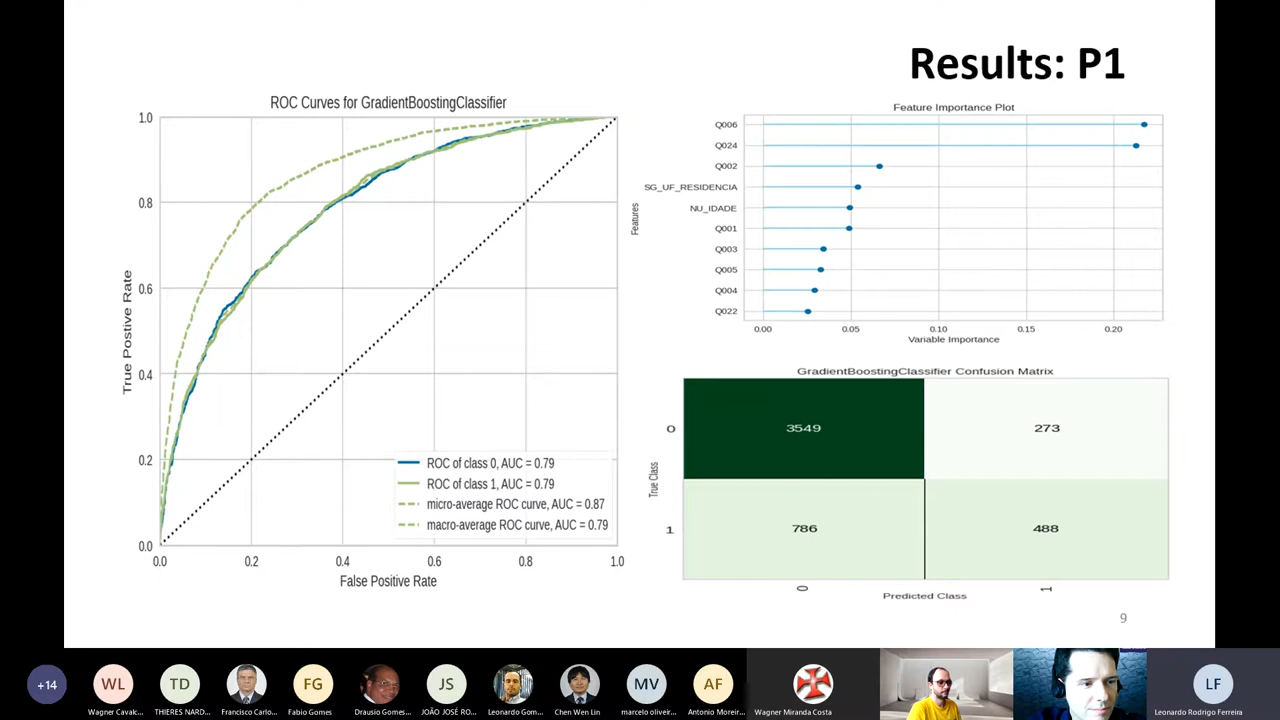 Results: P1
ROC Curves for GradientBoostingClassifier
1.0
0.8
0.6
0.4
0.2
0.0
True Postive Rate
0.0 0.2 0.4 0.6 0.8 1.0
False Positive Rate
ROC of class 0, AUC = 0.79
ROC of class 1, AUC = 0.79
micro-average ROC curve, AUC = 0.87
macro-average ROC curve, AUC = 0.79
Feature Importance Plot
Features
Q006
Q024
Q002
SG_UF_RESIDENCIA
NU_IDADE
Q001
Q003
Q005
Q004
Q022
0.00 0.05 0.10 0.15 0.20
Variable Importance
GradientBoostingClassifier Confusion Matrix
True Class
0 3549 273
1 786 488
0 1
Predicted Class
9
+14 WL TD FG JS MV AF LF
Wagner Cavalc... THIERES NARD... Francisco Carlo... Fabio Gomes Drausio Gomes... JOÃO JOSÉ RO... Leonardo Gom... Chen Wen Lin marcelo oliveir... Antonio Moreir... Wagner Miranda Costa Leonardo Rodrigo Ferreira